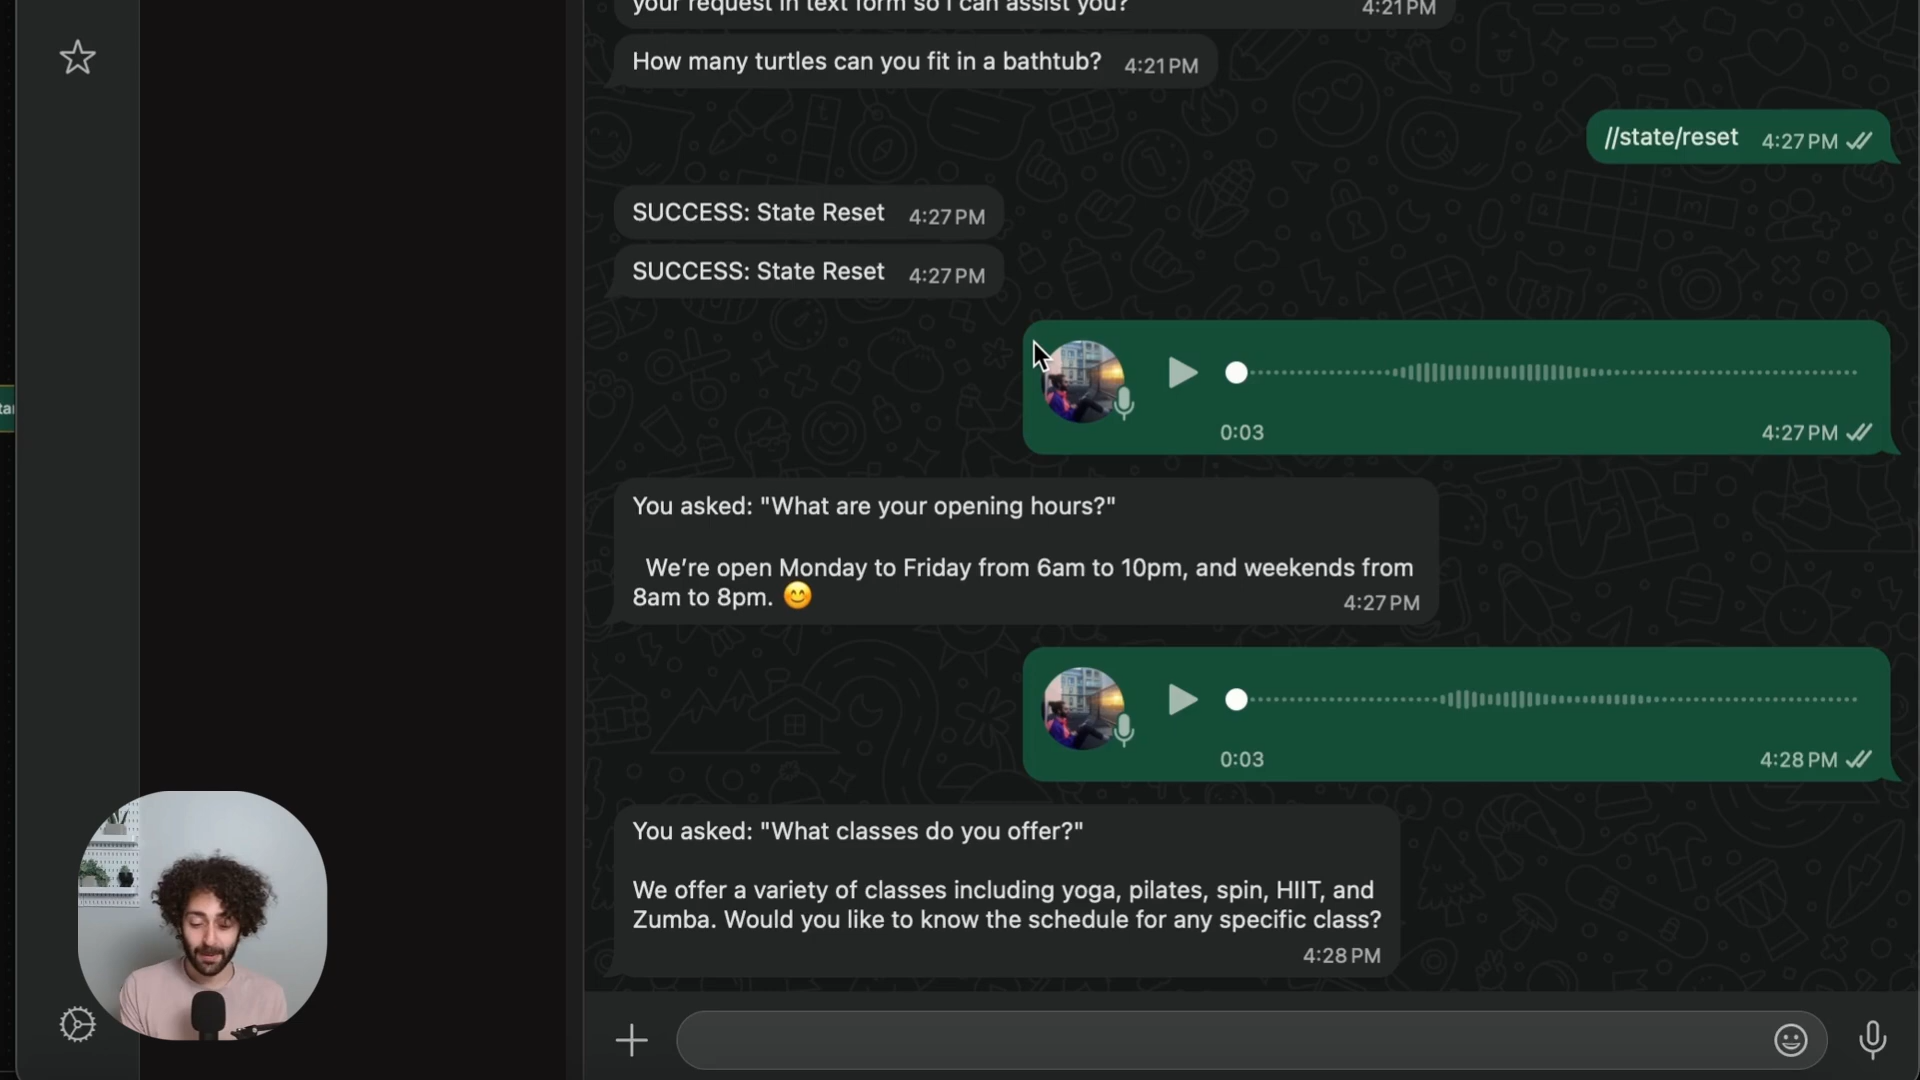 your request in text form so I can assist you?
4:21 PM
How many turtles can you fit in a bathtub? 4:21 PM
//state/reset 4:27 PM
SUCCESS: State Reset 4:27 PM
SUCCESS: State Reset 4:27 PM
0:03 4:27 PM
You asked: "What are your opening hours?"
We’re open Monday to Friday from 6am to 10pm, and weekends from
8am to 8pm. 😊 4:27 PM
0:03 4:28 PM
You asked: "What classes do you offer?"
We offer a variety of classes including yoga, pilates, spin, HIIT, and
Zumba. Would you like to know the schedule for any specific class?
4:28 PM